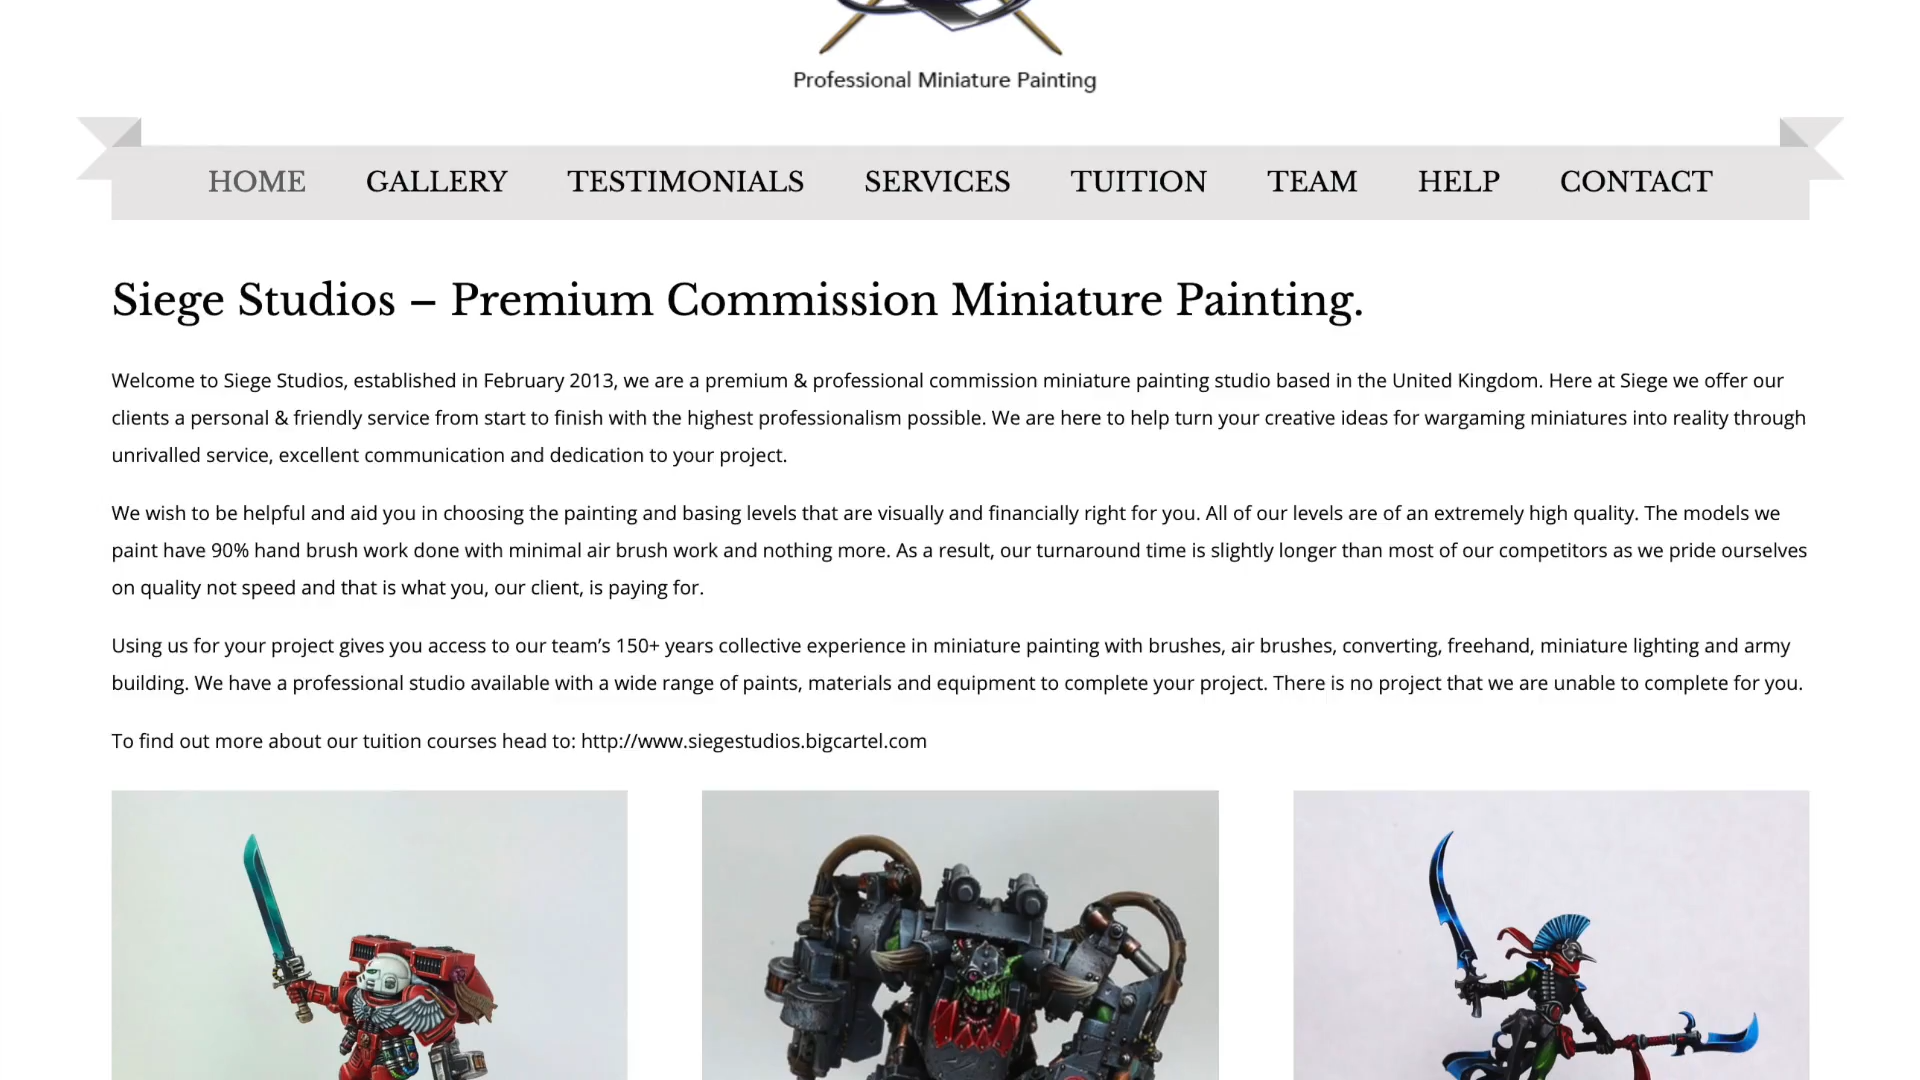 Professional Miniature Painting
HOME GALLERY TESTIMONIALS SERVICES TUITION TEAM HELP CONTACT
Siege Studios – Premium Commission Miniature Painting.
Welcome to Siege Studios, established in February 2013, we are a premium & professional commission miniature painting studio based in the United Kingdom. Here at Siege we offer our
clients a personal & friendly service from start to finish with the highest professionalism possible. We are here to help turn your creative ideas for wargaming miniatures into reality through
unrivalled service, excellent communication and dedication to your project.
We wish to be helpful and aid you in choosing the painting and basing levels that are visually and financially right for you. All of our levels are of an extremely high quality. The models we
paint have 90% hand brush work done with minimal air brush work and nothing more. As a result, our turnaround time is slightly longer than most of our competitors as we pride ourselves
on quality not speed and that is what you, our client, is paying for.
Using us for your project gives you access to our team’s 150+ years collective experience in miniature painting with brushes, air brushes, converting, freehand, miniature lighting and army
building. We have a professional studio available with a wide range of paints, materials and equipment to complete your project. There is no project that we are unable to complete for you.
To find out more about our tuition courses head to: http://www.siegestudios.bigcartel.com